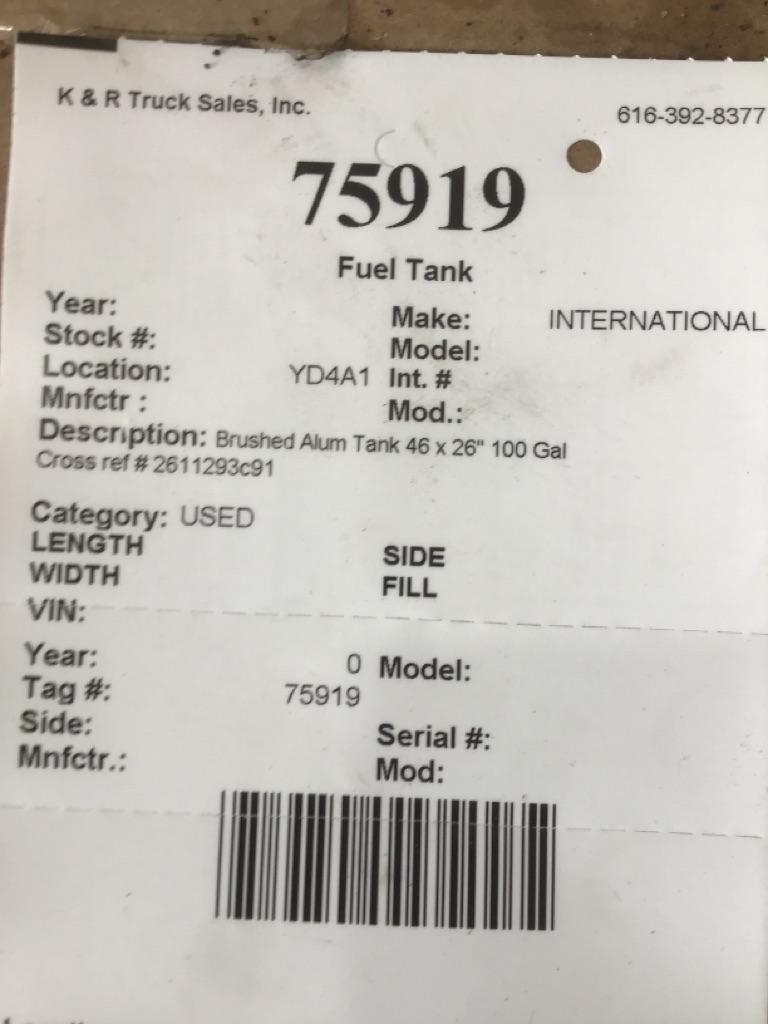 K & R Truck Sales, Inc. 616-392-8377
75919
Fuel Tank
Year: Make: INTERNATIONAL
Stock #: Model:
Location: YD4A1 Int. #
Mnfctr : Mod.:
Description: Brushed Alum Tank 46 x 26" 100 Gal
Cross ref # 2611293c91
Category: USED
LENGTH SIDE
WIDTH FILL
VIN:
Year: 0 Model:
Tag #: 75919
Side: Serial #:
Mnfctr.: Mod: